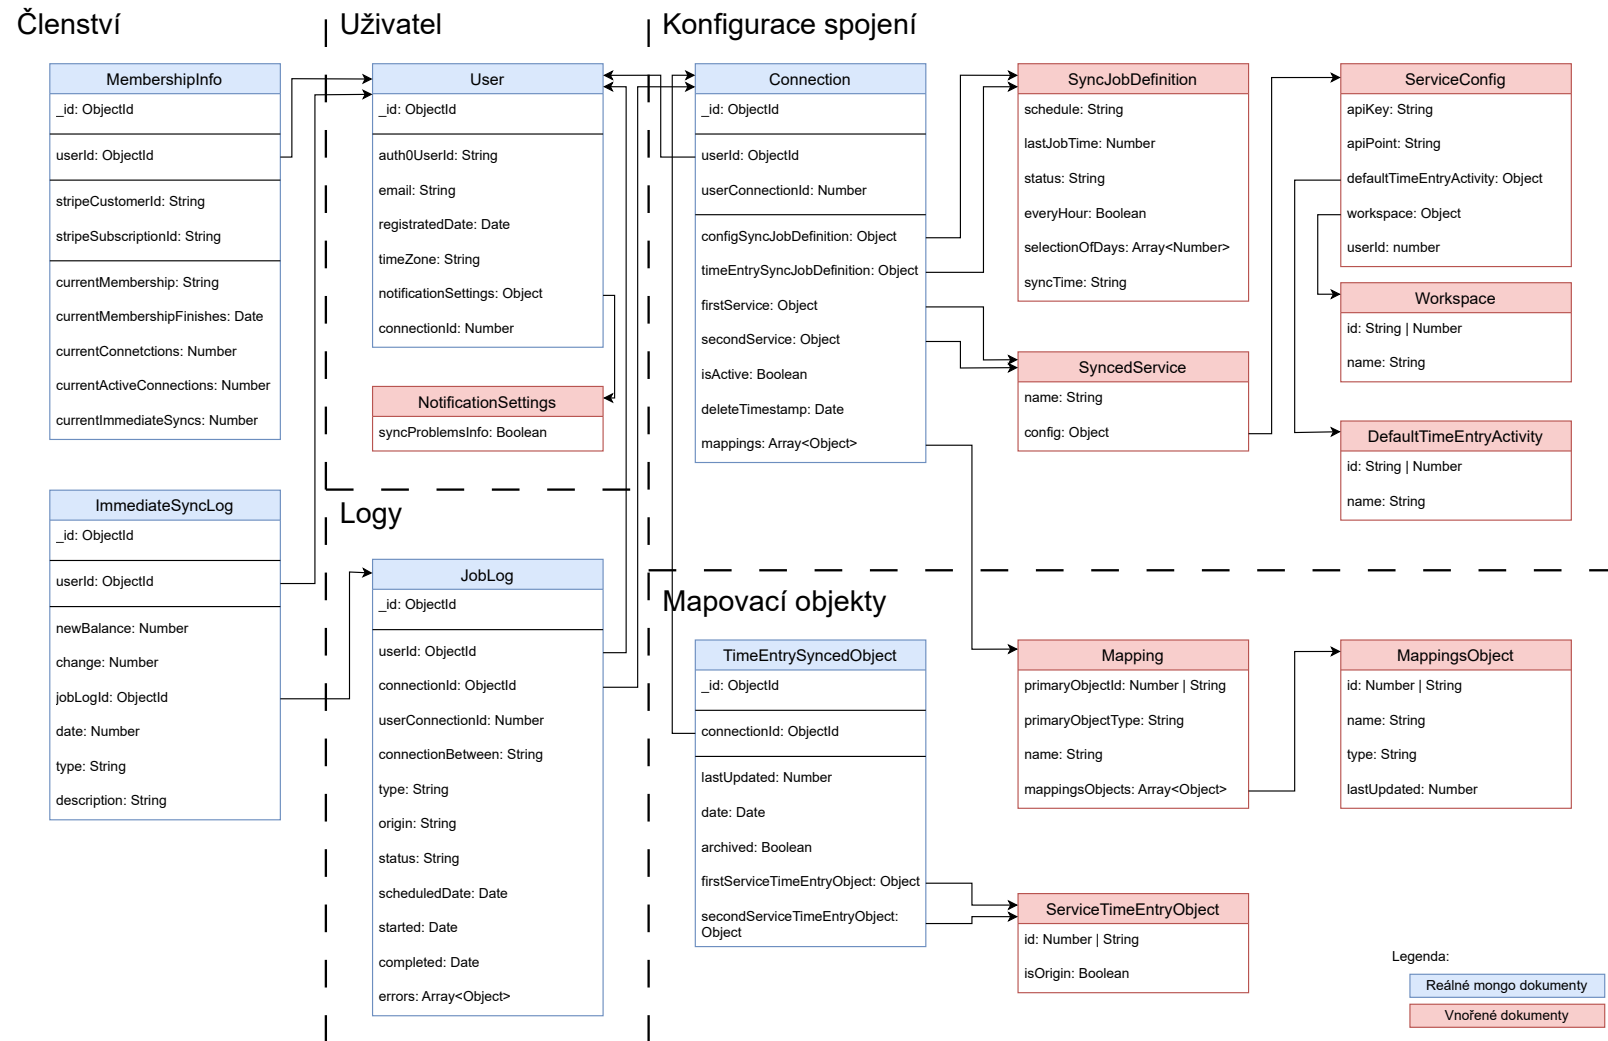 Členství
MembershipInfo
_id: ObjectId
userId: ObjectId
stripeCustomerId: String
stripeSubscriptionId: String
currentMembership: String
currentMembershipFinishes: Date
currentConnetctions: Number
currentActiveConnections: Number
currentImmediateSyncs: Number
ImmediateSyncLog
_id: ObjectId
userId: ObjectId
newBalance: Number
change: Number
jobLogId: ObjectId
date: Number
type: String
description: String
Uživatel
User
_id: ObjectId
auth0UserId: String
email: String
registratedDate: Date
timeZone: String
notificationSettings: Object
connectionId: Number
NotificationSettings
syncProblemsInfo: Boolean
Logy
JobLog
_id: ObjectId
userId: ObjectId
connectionId: ObjectId
userConnectionId: Number
connectionBetween: String
type: String
origin: String
status: String
scheduledDate: Date
started: Date
completed: Date
errors: Array<Object>
Konfigurace spojení
Connection
_id: ObjectId
userId: ObjectId
userConnectionId: Number
configSyncJobDefinition: Object
timeEntrySyncJobDefinition: Object
firstService: Object
secondService: Object
isActive: Boolean
deleteTimestamp: Date
mappings: Array<Object>
SyncJobDefinition
schedule: String
lastJobTime: Number
status: String
everyHour: Boolean
selectionOfDays: Array<Number>
syncTime: String
SyncedService
name: String
config: Object
ServiceConfig
apiKey: String
apiPoint: String
defaultTimeEntryActivity: Object
workspace: Object
userId: number
Workspace
id: String | Number
name: String
DefaultTimeEntryActivity
id: String | Number
name: String
Mapovací objekty
TimeEntrySyncedObject
_id: ObjectId
connectionId: ObjectId
lastUpdated: Number
date: Date
archived: Boolean
firstServiceTimeEntryObject: Object
secondServiceTimeEntryObject:
Object
Mapping
primaryObjectId: Number | String
primaryObjectType: String
name: String
mappingsObjects: Array<Object>
MappingsObject
id: Number | String
name: String
type: String
lastUpdated: Number
ServiceTimeEntryObject
id: Number | String
isOrigin: Boolean
Legenda:
Reálné mongo dokumenty
Vnořené dokumenty